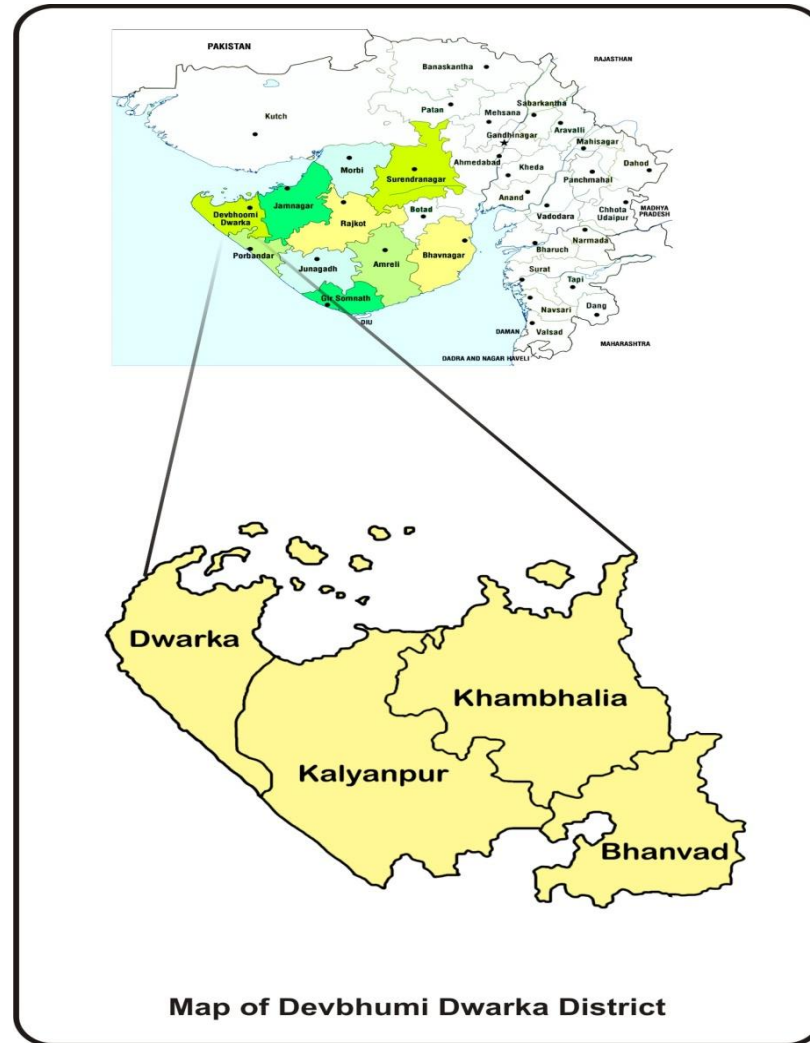 PAKISTAN
RAJASTHAN
Banaskantha
Patan
Kutch
Mehsana
Sabarkantha
Aravalli
Gandhinagar
Mahisagar
Morbi
Surendranagar
Ahmedabad
Kheda
Panchmahal
Dahod
Jamnagar
Anand
Devbhoomi
Dwarka
Rajkot
Botad
Vadodara
Chhota
Udaipur
MADHYA
PRADESH
Porbandar
Junagadh
Amreli
Bhavnagar
Bharuch
Narmada
Gir Somnath
Surat
Tapi
DIU
Navsari
Dang
DAMAN
Valsad
MAHARASHTRA
DADRA AND NAGAR HAVELI
Dwarka
Khambhalia
Kalyanpur
Bhanvad
Map of Devbhumi Dwarka District